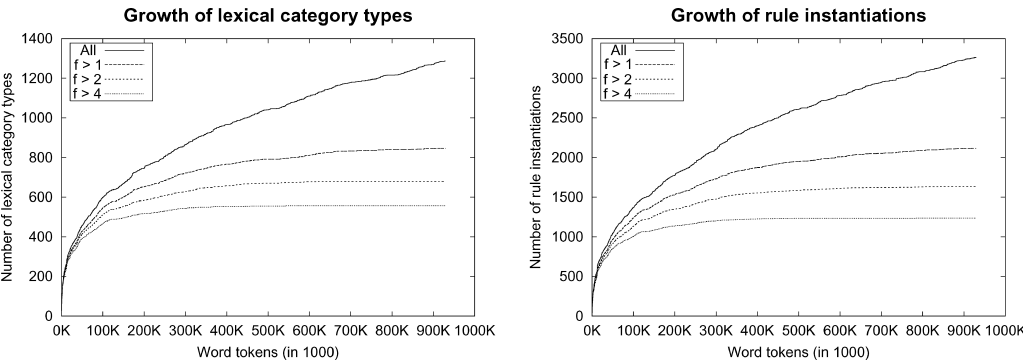 Growth of lexical category types
Number of lexical category types
1400
1200
1000
800
600
400
200
0
All
f > 1
f > 2
f > 4
0K 100K 200K 300K 400K 500K 600K 700K 800K 900K 1000K
Word tokens (in 1000)
Growth of rule instantiations
Number of rule instantiations
3500
3000
2500
2000
1500
1000
500
0
All
f > 1
f > 2
f > 4
0K 100K 200K 300K 400K 500K 600K 700K 800K 900K 1000K
Word tokens (in 1000)